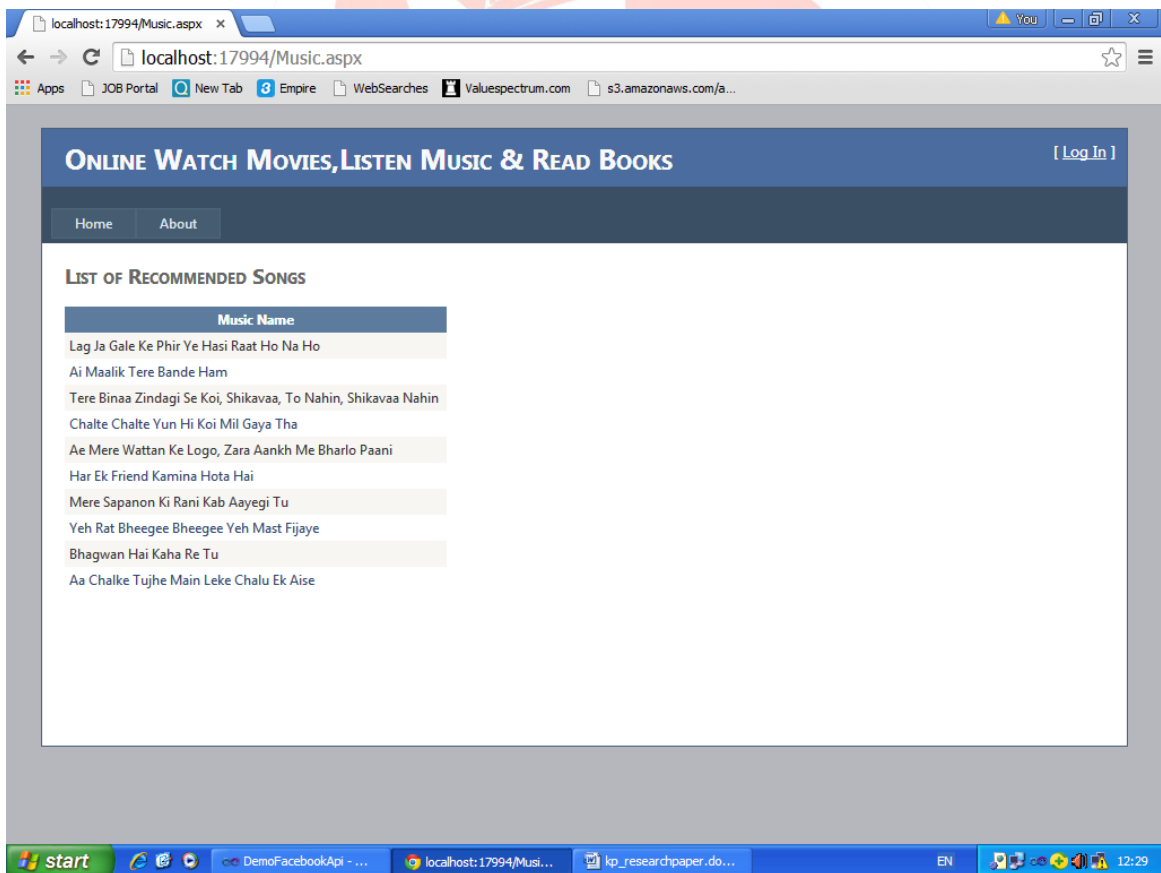 localhost:17994/Music.aspx
You
localhost:17994/Music.aspx
Apps JOB Portal New Tab Empire WebSearches Valuespectrum.com s3.amazonaws.com/a...
Online Watch Movies,Listen Music & Read Books
[ Log In ]
Home About
List of Recommended Songs
Music Name
Lag Ja Gale Ke Phir Ye Hasi Raat Ho Na Ho
Ai Maalik Tere Bande Ham
Tere Binaa Zindagi Se Koi, Shikavaa, To Nahin, Shikavaa Nahin
Chalte Chalte Yun Hi Koi Mil Gaya Tha
Ae Mere Wattan Ke Logo, Zara Aankh Me Bharlo Paani
Har Ek Friend Kamina Hota Hai
Mere Sapanon Ki Rani Kab Aayegi Tu
Yeh Rat Bheegee Bheegee Yeh Mast Fijaye
Bhagwan Hai Kaha Re Tu
Aa Chalke Tujhe Main Leke Chalu Ek Aise
start DemoFacebookApi - ... localhost:17994/Musi... kp_researchpaper.do... EN 12:29